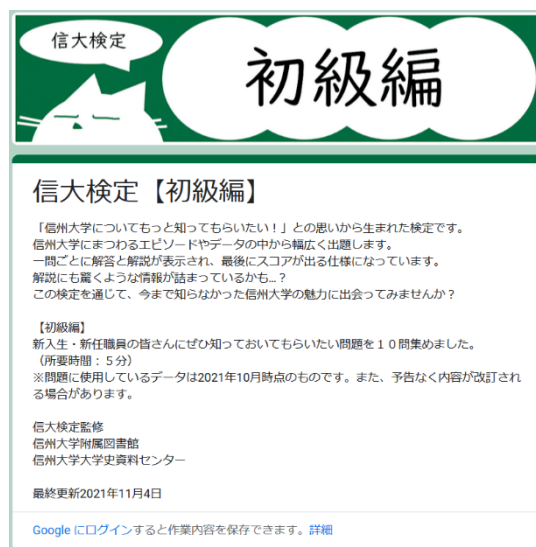 信大検定
初級編
信大検定【初級編】
「信州大学についてもっと知ってもらいたい！」との思いから生まれた検定です。
信州大学にまつわるエピソードやデータの中から幅広く出題します。
一問ごとに解答と解説が表示され、最後にスコアが出る仕様になっています。
解説にも驚くような情報が詰まっているかも…？
この検定を通じて、今まで知らなかった信州大学の魅力に出会ってみませんか？
【初級編】
新入生・新任職員の皆さんにぜひ知っておいてもらいたい問題を１０問集めました。
（所要時間：５分）
※問題に使用しているデータは2021年10月時点のものです。また、予告なく内容が改訂され
る場合があります。
信大検定監修
信州大学附属図書館
信州大学大学史資料センター
最終更新2021年11月4日
Google にログインすると作業内容を保存できます。詳細